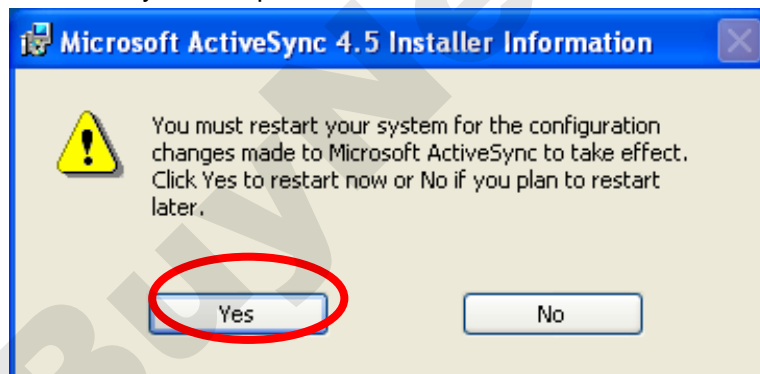 Microsoft ActiveSync 4.5 Installer Information
You must restart your system for the configuration
changes made to Microsoft ActiveSync to take effect.
Click Yes to restart now or No if you plan to restart
later.
Yes
No